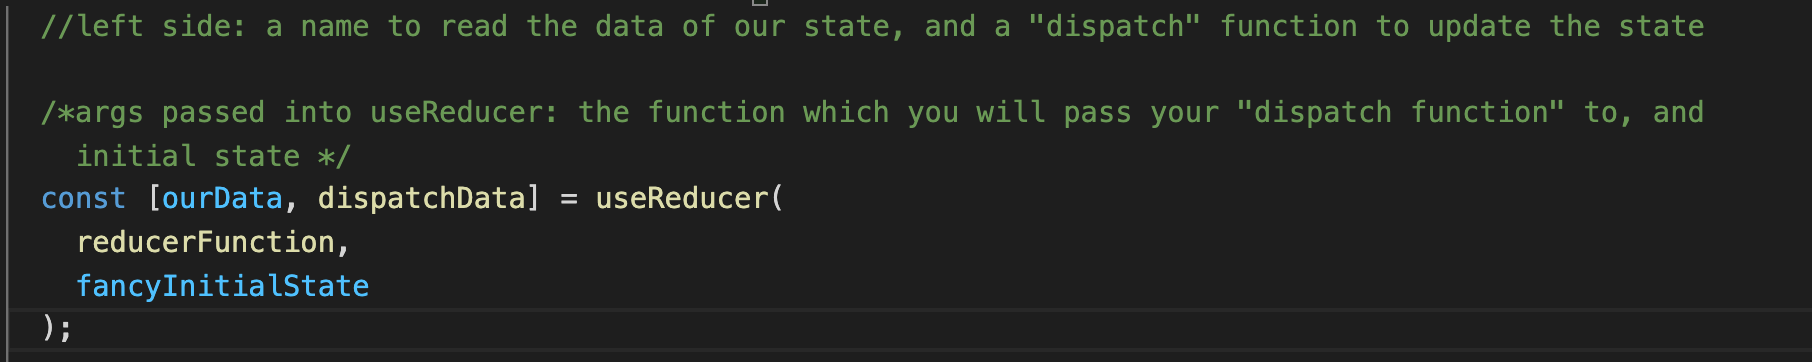 //left side: a name to read the data of our state, and a "dispatch" function to update the state
/*args passed into useReducer: the function which you will pass your "dispatch function" to, and
initial state */
const [ourData, dispatchData] = useReducer(
reducerFunction,
fancyInitialState
);